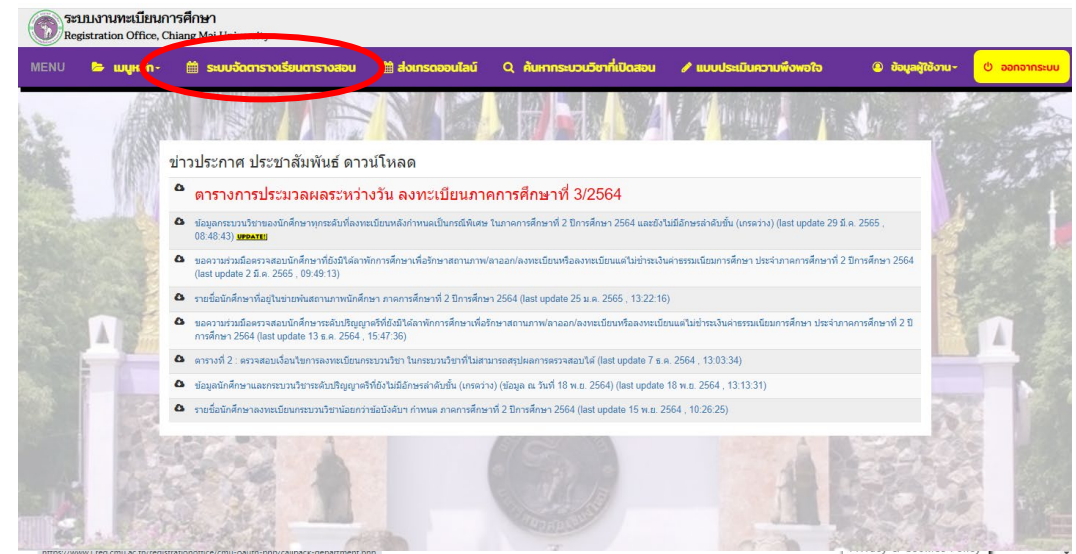 ระบบงานทะเบียนการศึกษา
Registration Office, Chiang Mai University
MENU เมนูหลัก ระบบจัดตารางเรียนตารางสอบ ส่งเกรดออนไลน์ ค้นหากระบวนวิชาที่เปิดสอน แบบประเมินความพึงพอใจ ข้อมูลผู้ใช้งาน ออกจากระบบ
ข่าวประกาศ ประชาสัมพันธ์ ดาวน์โหลด
ตารางการประมวลผลระหว่างวัน ลงทะเบียนภาคการศึกษาที่ 3/2564
ข้อมูลกระบวนวิชาของนักศึกษาทุกระดับที่ลงทะเบียนหลังกำหนดเป็นกรณีพิเศษ ในภาคการศึกษาที่ 2 ปีการศึกษา 2564 และยังไม่มีอักษรลำดับขั้น (เกรดว่าง) (last update 29 มี.ค. 2565 ,
08:48:43) UPDATE!
ขอความร่วมมือตรวจสอบนักศึกษาที่ยังมิได้ลาพักการศึกษาเพื่อรักษาสถานภาพ/ลาออก/ลงทะเบียนหรือลงทะเบียนแต่ไม่ชำระเงินค่าธรรมเนียมการศึกษา ประจำภาคการศึกษาที่ 2 ปีการศึกษา 2564
(last update 2 มี.ค. 2565 , 09:49:13)
รายชื่อนักศึกษาที่อยู่ในข่ายพ้นสถานภาพนักศึกษา ภาคการศึกษาที่ 2 ปีการศึกษา 2564 (last update 25 ม.ค. 2565 , 13:22:16)
ขอความร่วมมือตรวจสอบนักศึกษาระดับปริญญาตรีที่ยังมิได้ลาพักการศึกษาเพื่อรักษาสถานภาพ/ลาออก/ลงทะเบียนหรือลงทะเบียนแต่ไม่ชำระเงินค่าธรรมเนียมการศึกษา ประจำภาคการศึกษาที่ 2 ปี
การศึกษา 2564 (last update 13 ธ.ค. 2564 , 15:47:36)
ตารางที่ 2 : ตรวจสอบเงื่อนไขการลงทะเบียนกระบวนวิชา ในกระบวนวิชาที่ไม่สามารถสรุปผลการตรวจสอบได้ (last update 7 ธ.ค. 2564 , 13:03:34)
ข้อมูลนักศึกษาและกระบวนวิชาระดับปริญญาตรีที่ยังไม่มีอักษรลำดับขั้น (เกรดว่าง) (ข้อมูล ณ วันที่ 18 พ.ย. 2564) (last update 18 พ.ย. 2564 , 13:13:31)
รายชื่อนักศึกษาลงทะเบียนกระบวนวิชาน้อยกว่าข้อบังคับฯ กำหนด ภาคการศึกษาที่ 2 ปีการศึกษา 2564 (last update 15 พ.ย. 2564 , 10:26:25)